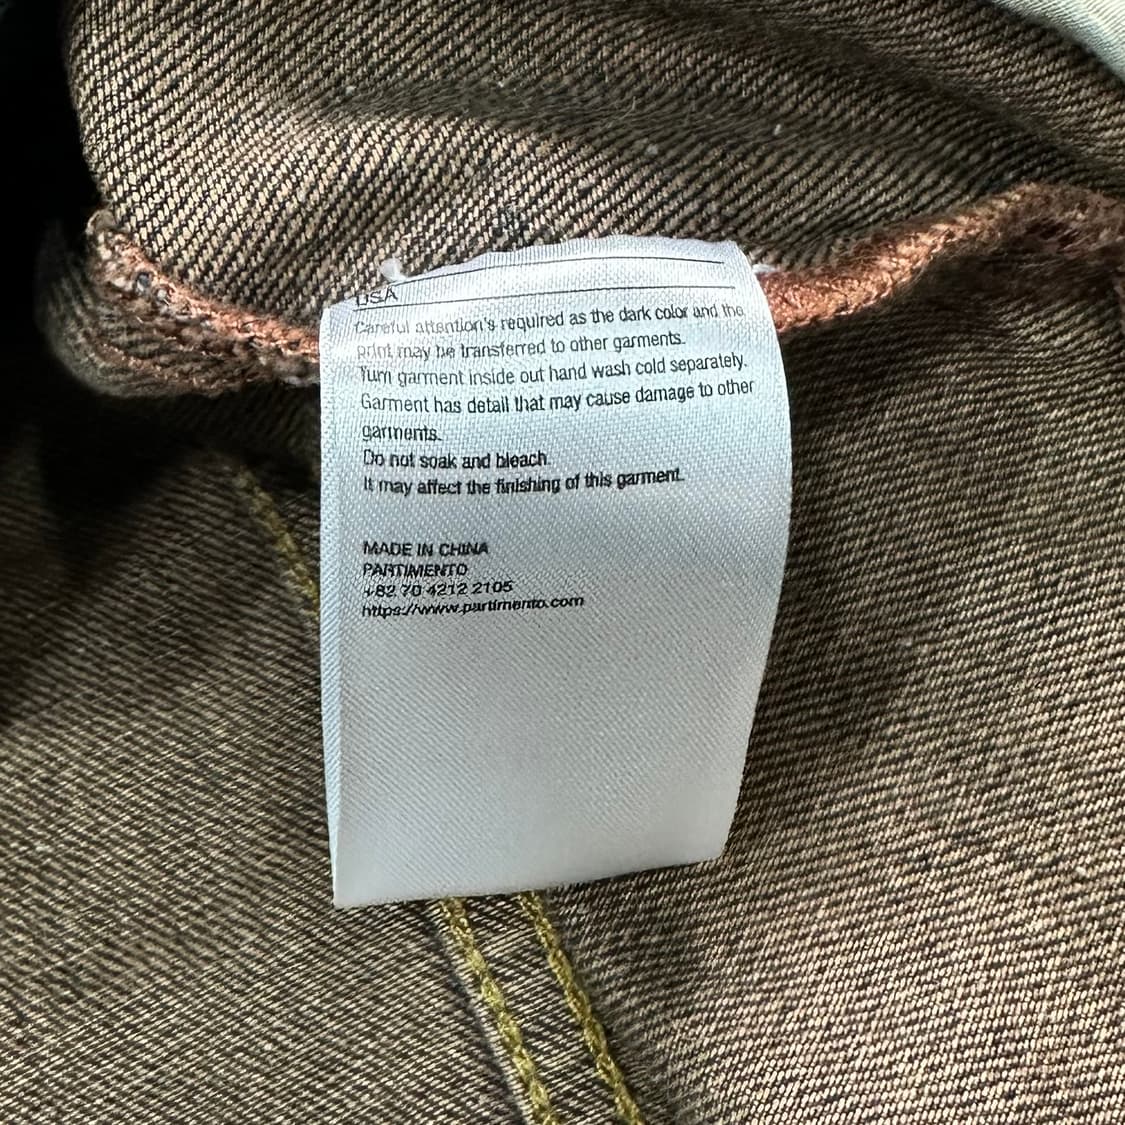 USA
Careful attention's required as the dark color and the
print may be transferred to other garments.
Turn garment inside out hand wash cold separately.
Garment has detail that may cause damage to other
garments.
Do not soak and bleach.
It may affect the finishing of this garment.
MADE IN CHINA
PARTIMENTO
+82 70 4212 2105
https://www.partimento.com